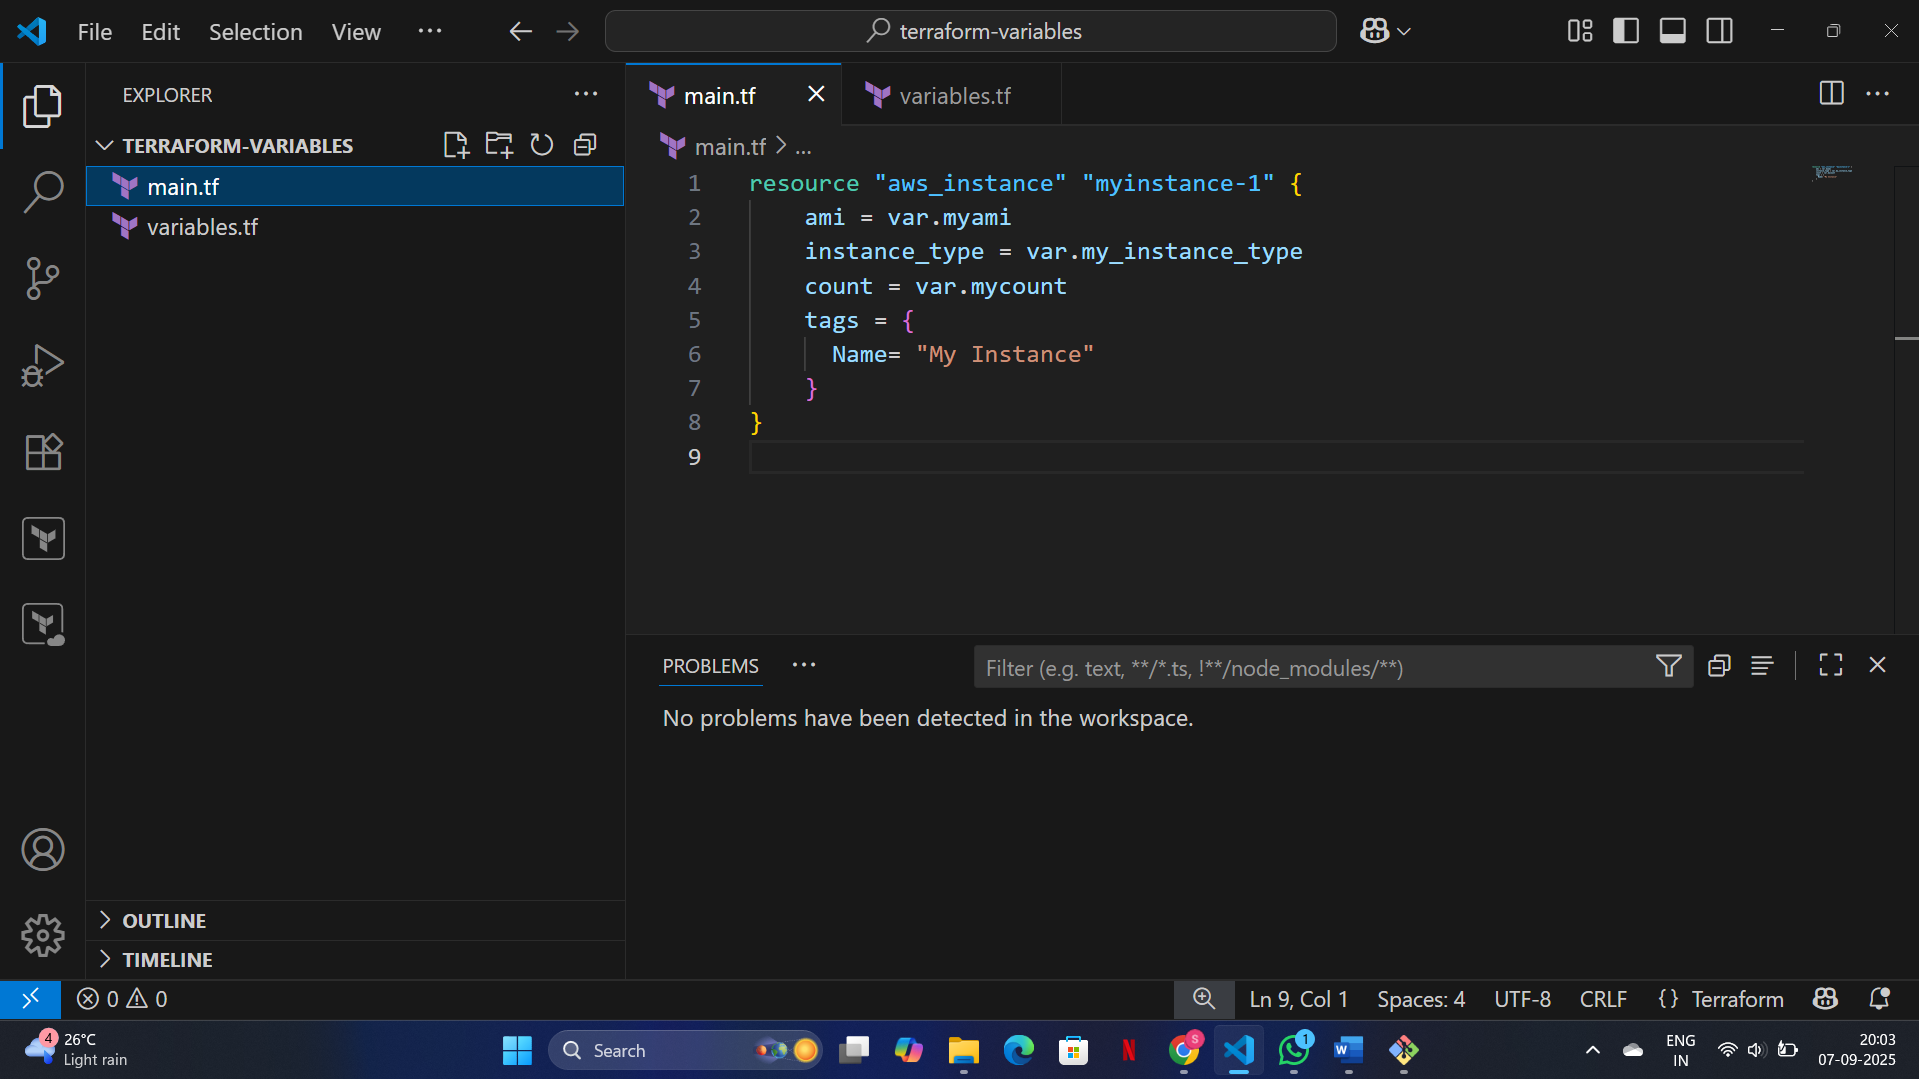 File Edit Selection View ...
terraform-variables
EXPLORER
TERRAFORM-VARIABLES
main.tf
variables.tf
OUTLINE
TIMELINE
main.tf
variables.tf
main.tf > ...
1 resource "aws_instance" "myinstance-1" {
2 ami = var.myami
3 instance_type = var.my_instance_type
4 count = var.mycount
5 tags = {
6 Name= "My Instance"
7 }
8 }
9
PROBLEMS
Filter (e.g. text, **/*.ts, !**/node_modules/**)
No problems have been detected in the workspace.
0 0
Ln 9, Col 1 Spaces: 4 UTF-8 CRLF {} Terraform
4
26°C
Light rain
Search
S
1
W
N
ENG
IN
20:03
07-09-2025